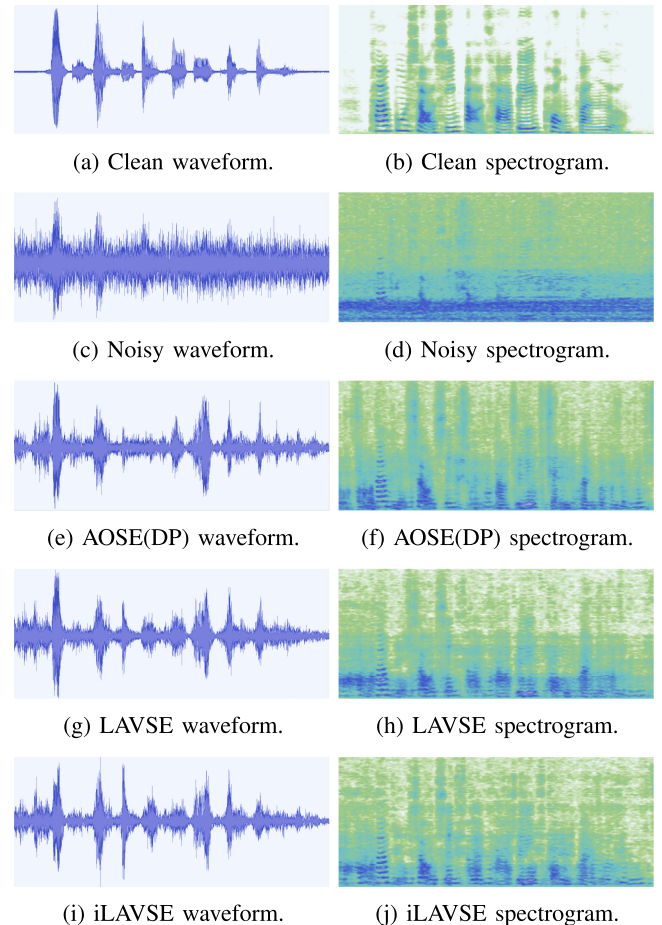 (a) Clean waveform.
(b) Clean spectrogram.
(c) Noisy waveform.
(d) Noisy spectrogram.
(e) AOSE(DP) waveform.
(f) AOSE(DP) spectrogram.
(g) LAVSE waveform.
(h) LAVSE spectrogram.
(i) iLAVSE waveform.
(j) iLAVSE spectrogram.